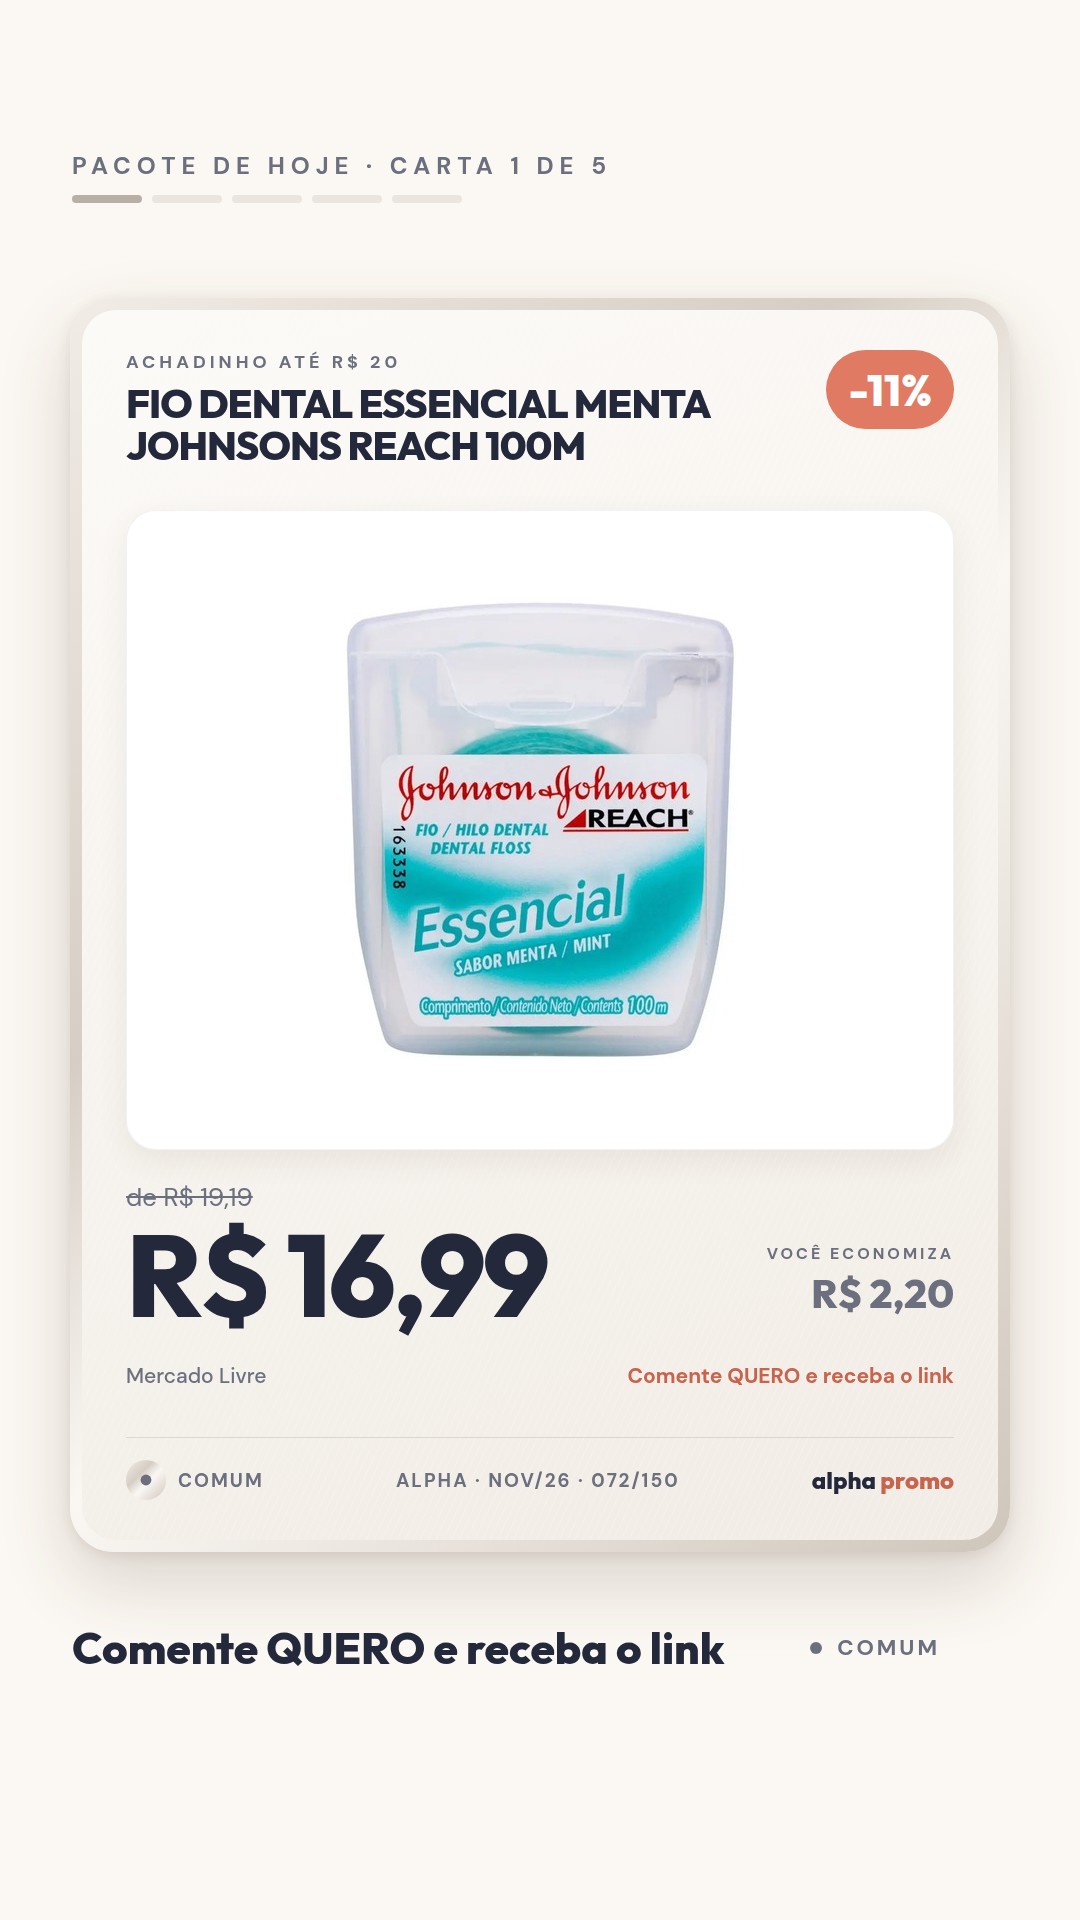 PACOTE DE HOJE · CARTA 1 DE 5
ACHADINHO ATÉ R$ 20
FIO DENTAL ESSENCIAL MENTA
JOHNSONS REACH 100M
-11%
Johnson & Johnson
REACH®
FIO / HILO DENTAL
DENTAL FLOSS
163338
Essencial
SABOR MENTA / MINT
Comprimento / Contenido Neto / Contents 100 m
de R$ 19,19
R$ 16,99
VOCÊ ECONOMIZA
R$ 2,20
Mercado Livre
Comente QUERO e receba o link
COMUM
ALPHA · NOV/26 · 072/150
alpha promo
Comente QUERO e receba o link
COMUM